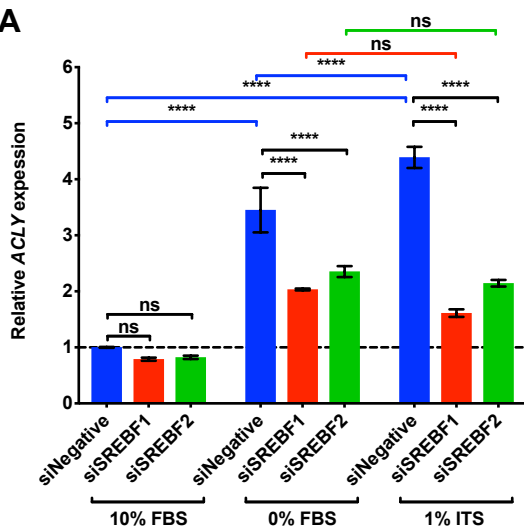 A
ns
ns
****
****
****
****
****
****
****
ns
ns
Relative ACLY expession
6
5
4
3
2
1
0
siNegative
siSREBF1
siSREBF2
siNegative
siSREBF1
siSREBF2
siNegative
siSREBF1
siSREBF2
10% FBS
0% FBS
1% ITS